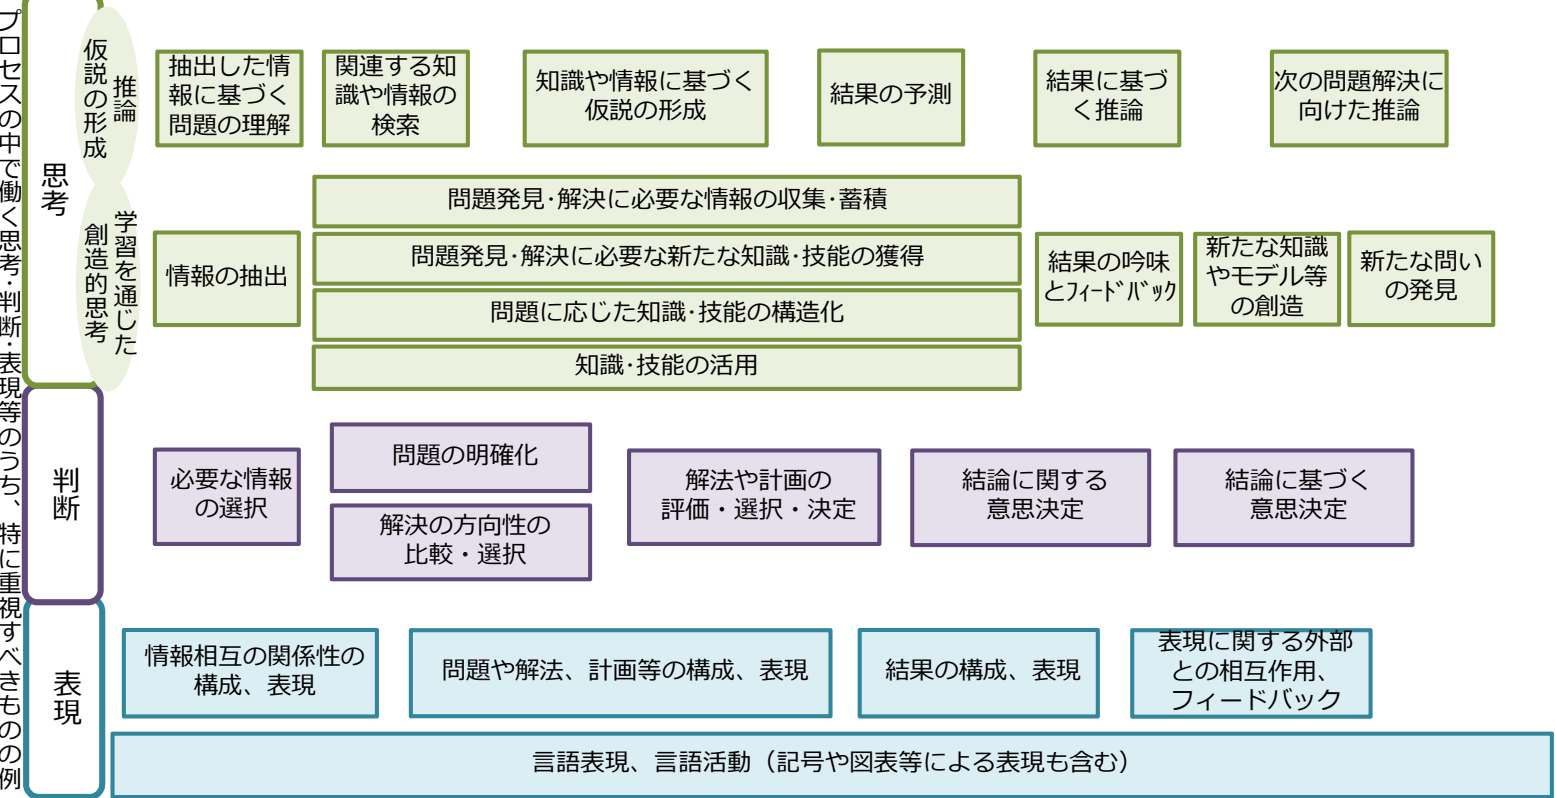 プロセスの中で働く思考･判断･表現等のうち、特に重視すべきものの例
思考
仮説の形成
推論
抽出した情
報に基づく
問題の理解
関連する知
識や情報の
検索
知識や情報に基づく
仮説の形成
結果の予測
結果に基づ
く推論
次の問題解決に
向けた推論
学習を通じた
創造的思考
情報の抽出
問題発見･解決に必要な情報の収集･蓄積
問題発見･解決に必要な新たな知識･技能の獲得
問題に応じた知識･技能の構造化
知識･技能の活用
結果の吟味
とﾌｨｰﾄﾞﾊﾞｯｸ
新たな知識
やモデル等
の創造
新たな問い
の発見
判断
必要な情報
の選択
問題の明確化
解決の方向性の
比較・選択
解法や計画の
評価・選択・決定
結論に関する
意思決定
結論に基づく
意思決定
表現
情報相互の関係性の
構成、表現
問題や解法、計画等の構成、表現
結果の構成、表現
表現に関する外部
との相互作用、
フィードバック
言語表現、言語活動（記号や図表等による表現も含む）